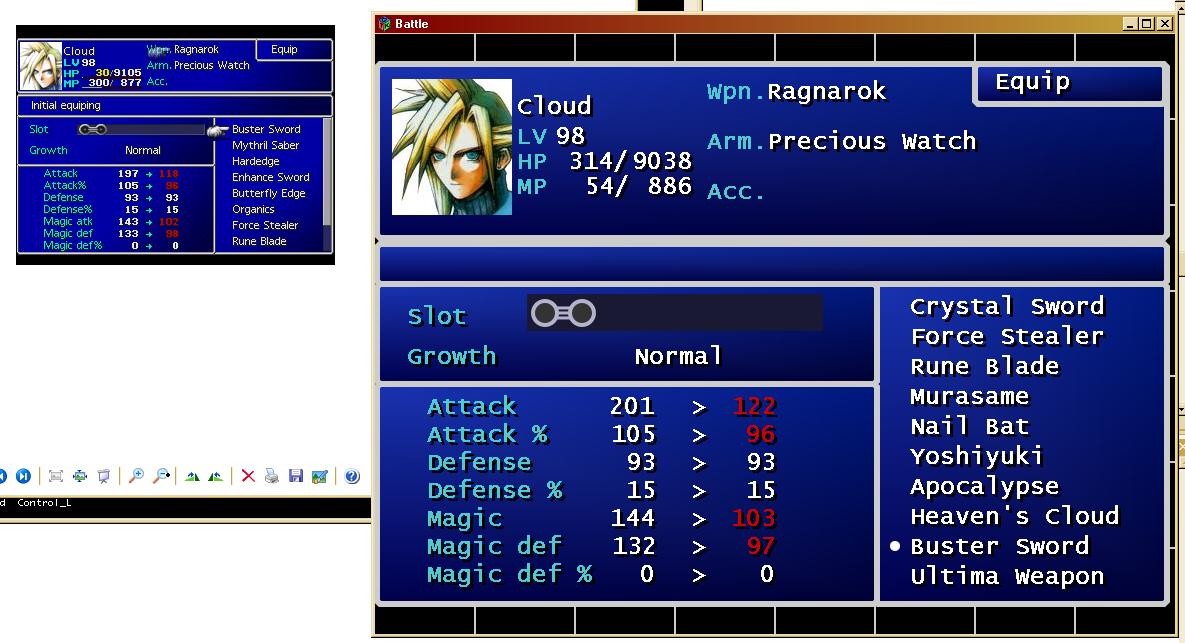 Cloud
LV 98
HP 30/9105
MP 300/ 877
Wpn. Ragnarok
Arm. Precious Watch
Acc.
Equip
Initial equiping
Slot
Growth Normal
Attack 197 → 118
Attack% 105 → 96
Defense 93 → 93
Defense% 15 → 15
Magic atk 143 → 102
Magic def 133 → 98
Magic def% 0 → 0
Buster Sword
Mythril Saber
Hardedge
Enhance Sword
Butterfly Edge
Organics
Force Stealer
Rune Blade
d Control_L
Battle
Cloud
LV 98
HP 314/9038
MP 54/ 886
Wpn.Ragnarok
Arm.Precious Watch
Acc.
Equip
Slot
Growth Normal
Attack 201 > 122
Attack % 105 > 96
Defense 93 > 93
Defense % 15 > 15
Magic 144 > 103
Magic def 132 > 97
Magic def % 0 > 0
Crystal Sword
Force Stealer
Rune Blade
Murasame
Nail Bat
Yoshiyuki
Apocalypse
Heaven's Cloud
Buster Sword
Ultima Weapon